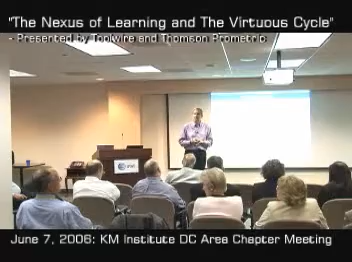 "The Nexus of Learning and The Virtuous Cycle"
- Presented by Toolwire and Thomson Prometric
June 7, 2006: KM Institute DC Area Chapter Meeting